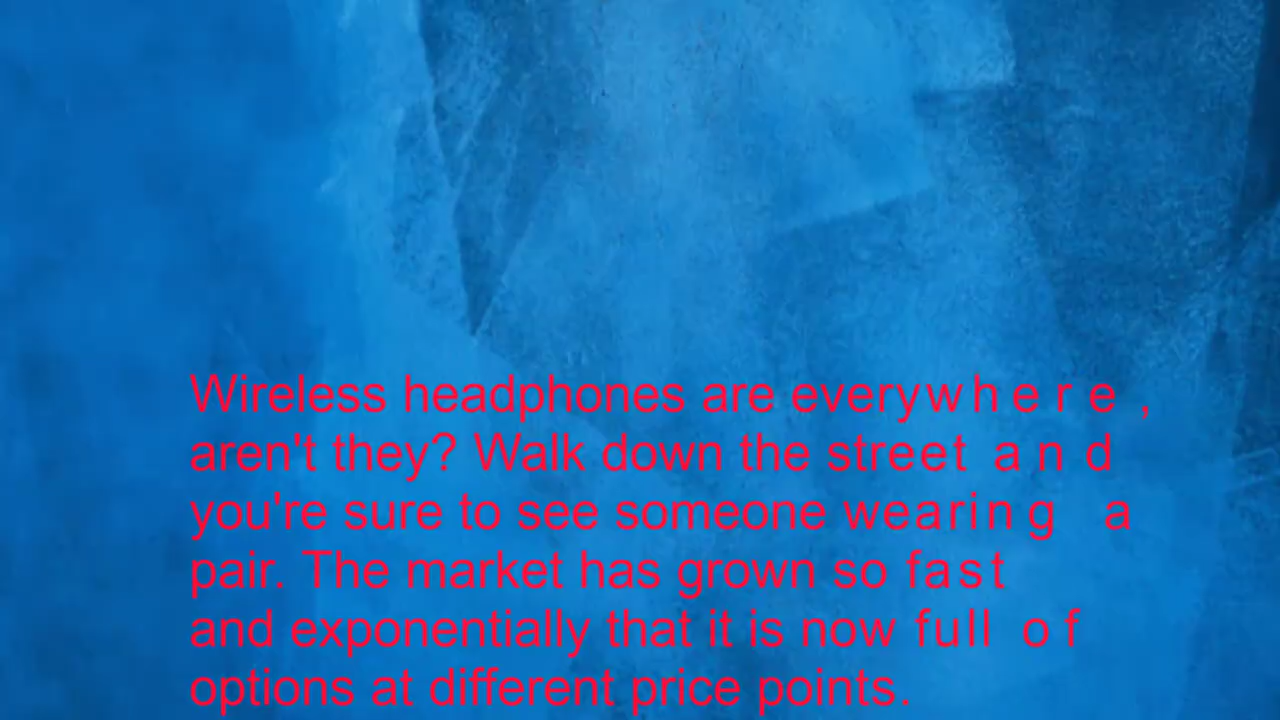 Wireless headphones are everywhere,
aren't they? Walk down the street and
you're sure to see someone wearing a
pair. The market has grown so fast
and exponentially that it is now full of
options at different price points.